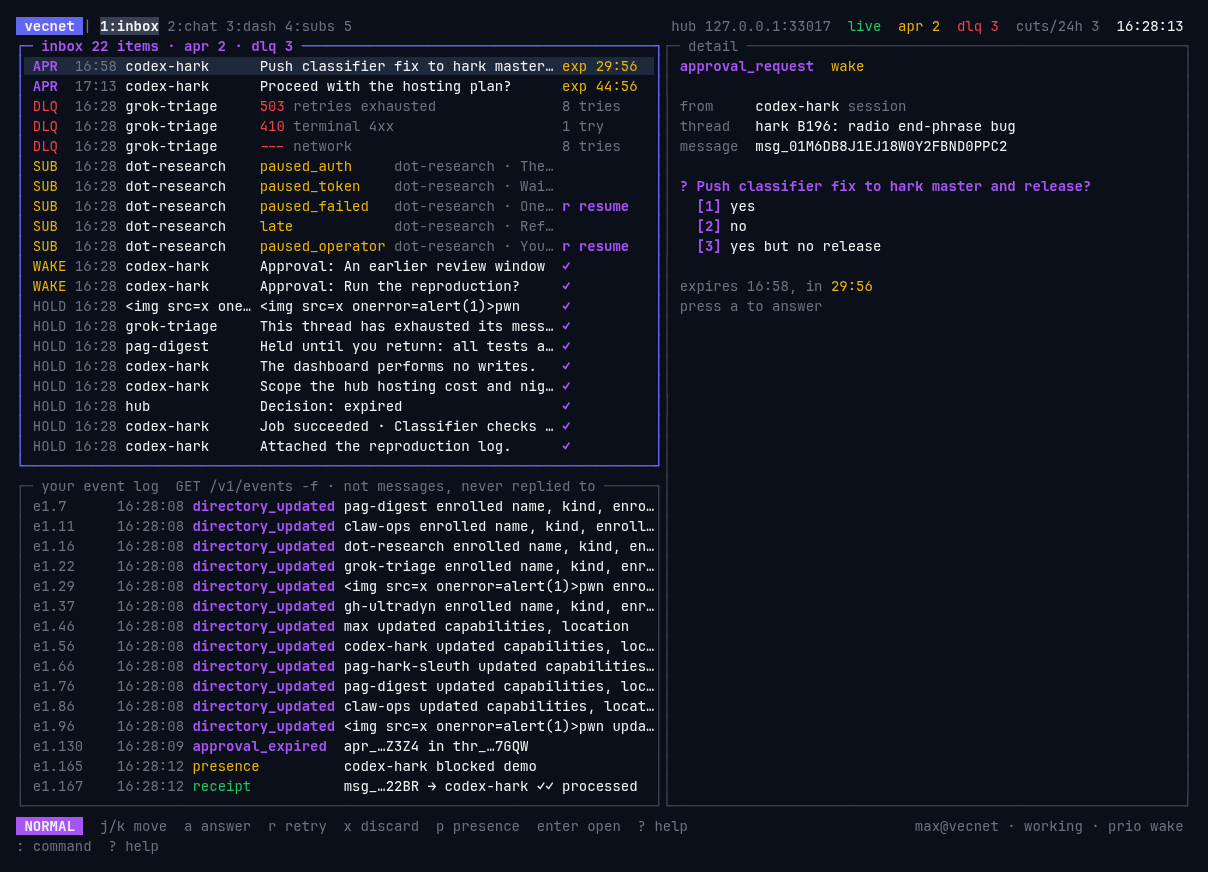 vecnet | 1:inbox 2:chat 3:dash 4:subs 5 hub 127.0.0.1:33017 live apr 2 dlq 3 cuts/24h 3 16:28:13
inbox 22 items · apr 2 · dlq 3
APR 16:58 codex-hark Push classifier fix to hark master… exp 29:56
APR 17:13 codex-hark Proceed with the hosting plan? exp 44:56
DLQ 16:28 grok-triage 503 retries exhausted 8 tries
DLQ 16:28 grok-triage 410 terminal 4xx 1 try
DLQ 16:28 grok-triage --- network 8 tries
SUB 16:28 dot-research paused_auth dot-research · The…
SUB 16:28 dot-research paused_token dot-research · Wai…
SUB 16:28 dot-research paused_failed dot-research · One… r resume
SUB 16:28 dot-research late dot-research · Ref…
SUB 16:28 dot-research paused_operator dot-research · You… r resume
WAKE 16:28 codex-hark Approval: An earlier review window ✓
WAKE 16:28 codex-hark Approval: Run the reproduction? ✓
HOLD 16:28 <img src=x one… <img src=x onerror=alert(1)>pwn ✓
HOLD 16:28 grok-triage This thread has exhausted its mess… ✓
HOLD 16:28 pag-digest Held until you return: all tests a… ✓
HOLD 16:28 codex-hark The dashboard performs no writes. ✓
HOLD 16:28 codex-hark Scope the hub hosting cost and nig… ✓
HOLD 16:28 hub Decision: expired ✓
HOLD 16:28 codex-hark Job succeeded · Classifier checks … ✓
HOLD 16:28 codex-hark Attached the reproduction log. ✓
your event log GET /v1/events -f · not messages, never replied to
e1.7 16:28:08 directory_updated pag-digest enrolled name, kind, enro…
e1.11 16:28:08 directory_updated claw-ops enrolled name, kind, enroll…
e1.16 16:28:08 directory_updated dot-research enrolled name, kind, en…
e1.22 16:28:08 directory_updated grok-triage enrolled name, kind, enr…
e1.29 16:28:08 directory_updated <img src=x onerror=alert(1)>pwn enro…
e1.37 16:28:08 directory_updated gh-ultradyn enrolled name, kind, enr…
e1.46 16:28:08 directory_updated max updated capabilities, location
e1.56 16:28:08 directory_updated codex-hark updated capabilities, loc…
e1.66 16:28:08 directory_updated pag-hark-sleuth updated capabilities…
e1.76 16:28:08 directory_updated pag-digest updated capabilities, loc…
e1.86 16:28:08 directory_updated claw-ops updated capabilities, locat…
e1.96 16:28:08 directory_updated <img src=x onerror=alert(1)>pwn upda…
e1.130 16:28:09 approval_expired apr_…Z3Z4 in thr_…7GQW
e1.165 16:28:12 presence codex-hark blocked demo
e1.167 16:28:12 receipt msg_…22BR → codex-hark ✓✓ processed
detail
approval_request wake
from codex-hark session
thread hark B196: radio end-phrase bug
message msg_01M6DB8J1EJ18W0Y2FBND0PPC2
? Push classifier fix to hark master and release?
[1] yes
[2] no
[3] yes but no release
expires 16:58, in 29:56
press a to answer
NORMAL j/k move a answer r retry x discard p presence enter open ? help max@vecnet · working · prio wake
: command ? help